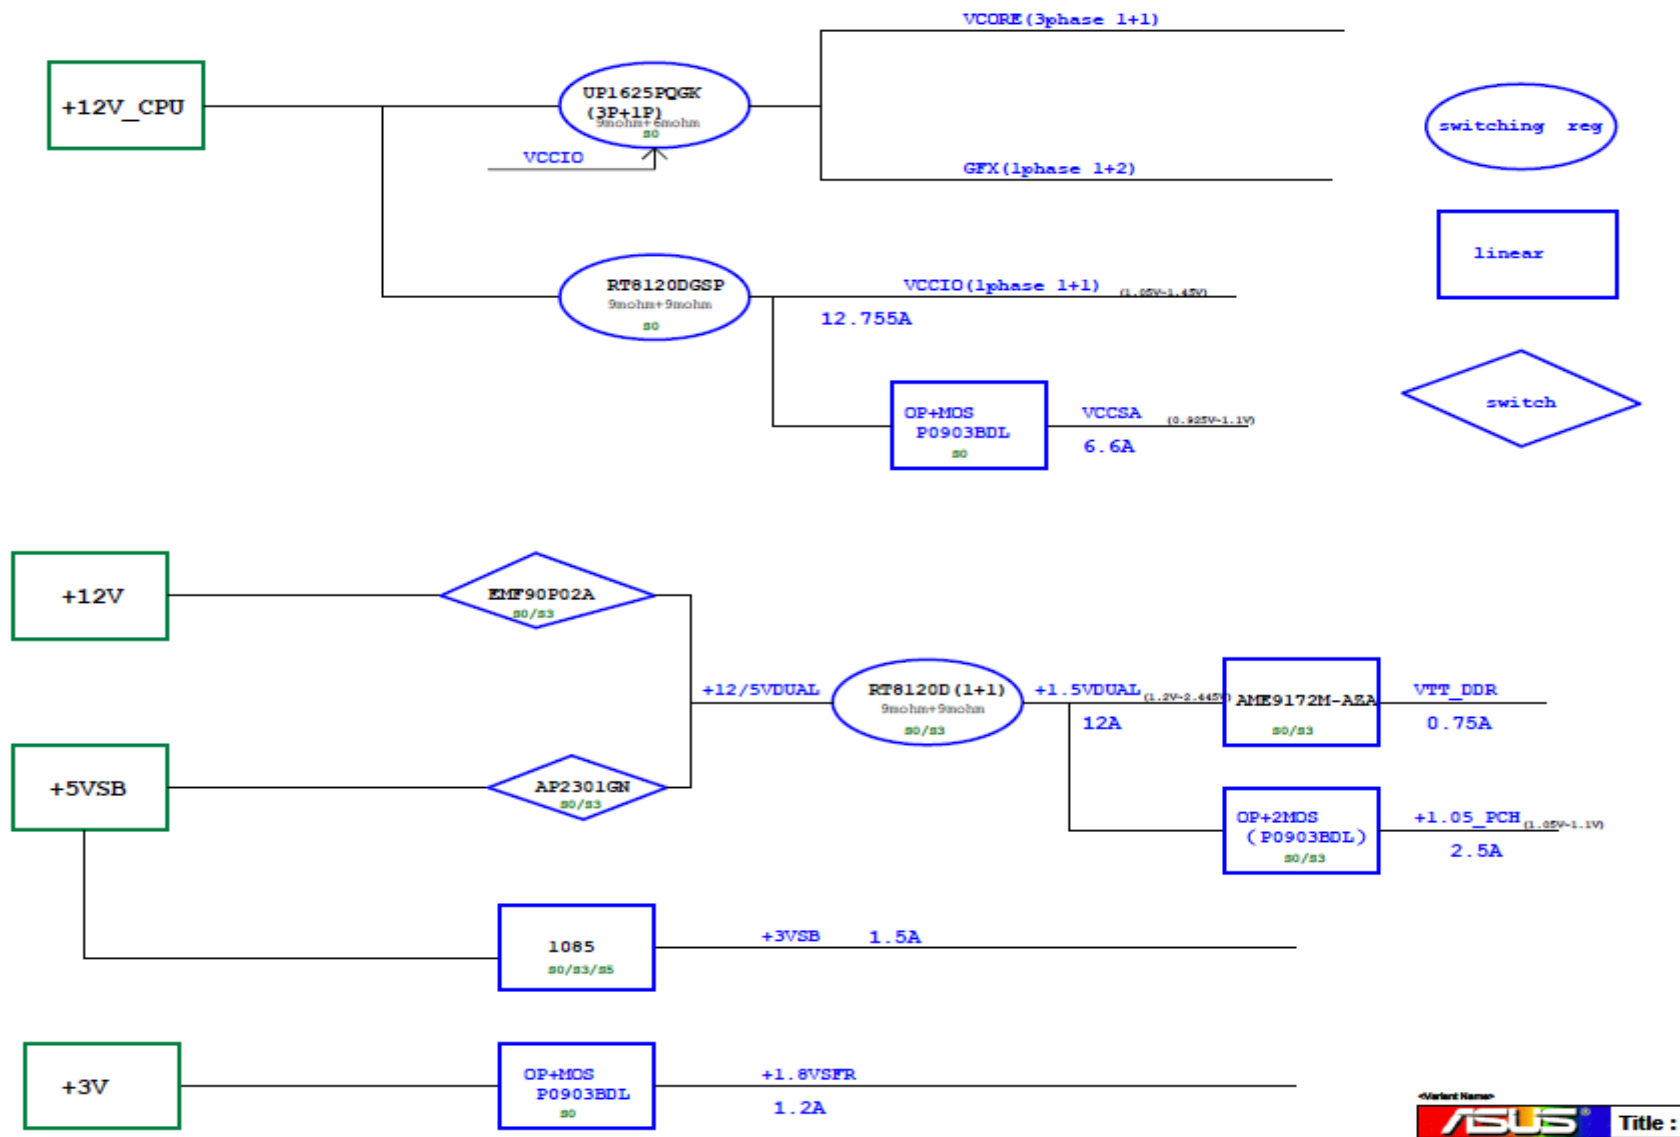 VCORE(3phase 1+1)
+12V_CPU
UP1625PQGK
(3P+1P)
9mohm+6mohm
S0
VCCIO
GFX(1phase 1+2)
switching reg
linear
switch
RT8120DGSP
9mohm+9mohm
S0
VCCIO(1phase 1+1) (1.05V~1.45V)
12.755A
OP+MOS
P0903BDL
S0
VCCSA (0.925V~1.1V)
6.6A
+12V
EMF90P02A
S0/S3
+12/5VDUAL
RT8120D(1+1)
9mohm+9mohm
S0/S3
+1.5VDUAL (1.2V~2.445V)
12A
AME9172M-AZA
S0/S3
VTT_DDR
0.75A
+5VSB
AP2301GN
S0/S3
OP+2MOS
(P0903BDL)
S0/S3
+1.05_PCH (1.05V~1.1V)
2.5A
1085
S0/S3/S5
+3VSB 1.5A
+3V
OP+MOS
P0903BDL
S0
+1.8VSFR
1.2A
<Variant Name>
ASUS® Title :